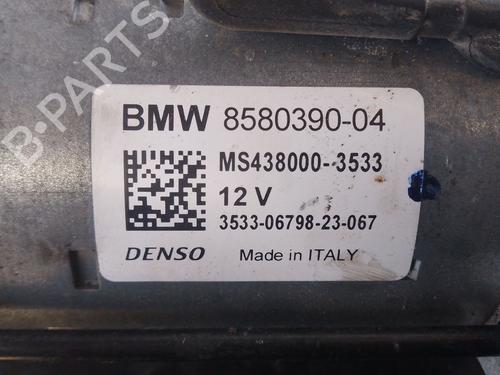 B-PARTS
BMW 8580390-04
MS438000-3533
12 V
3533-06798-23-067
DENSO Made in ITALY